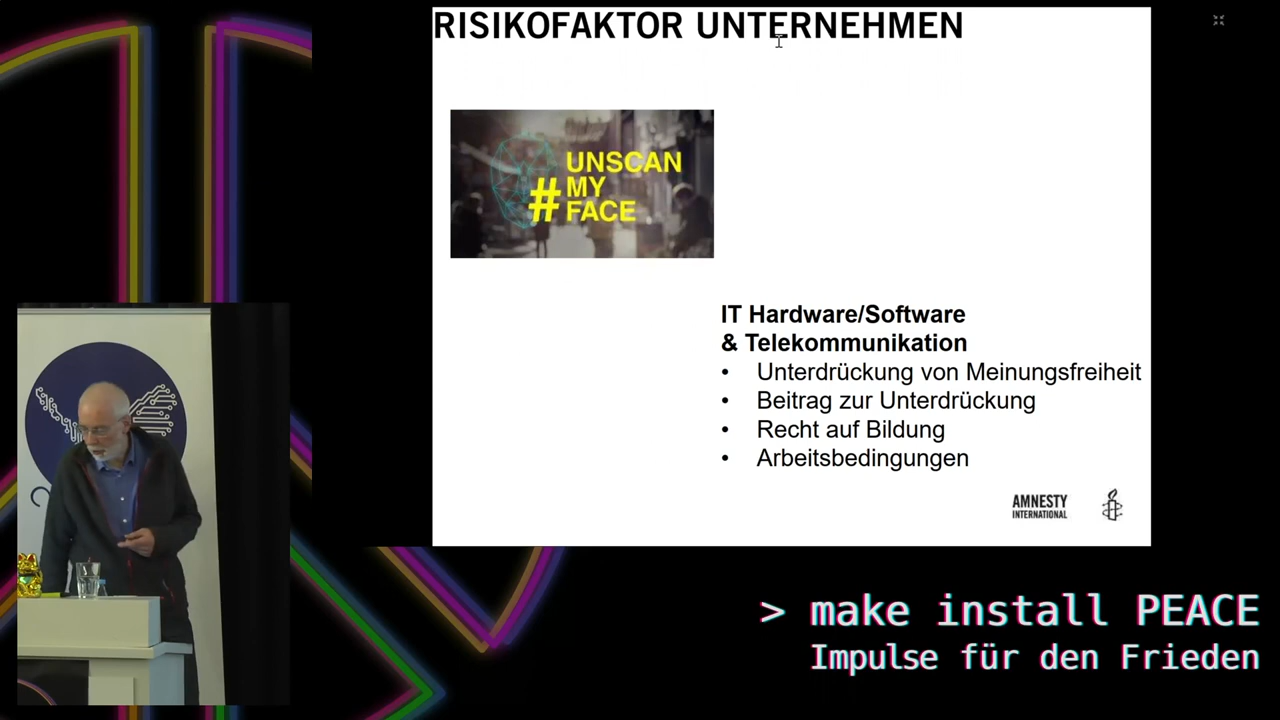 RISIKOFAKTOR UNTERNEHMEN
#UNSCAN
MY
FACE
IT Hardware/Software
& Telekommunikation
• Unterdrückung von Meinungsfreiheit
• Beitrag zur Unterdrückung
• Recht auf Bildung
• Arbeitsbedingungen
AMNESTY
INTERNATIONAL
> make install PEACE
Impulse für den Frieden